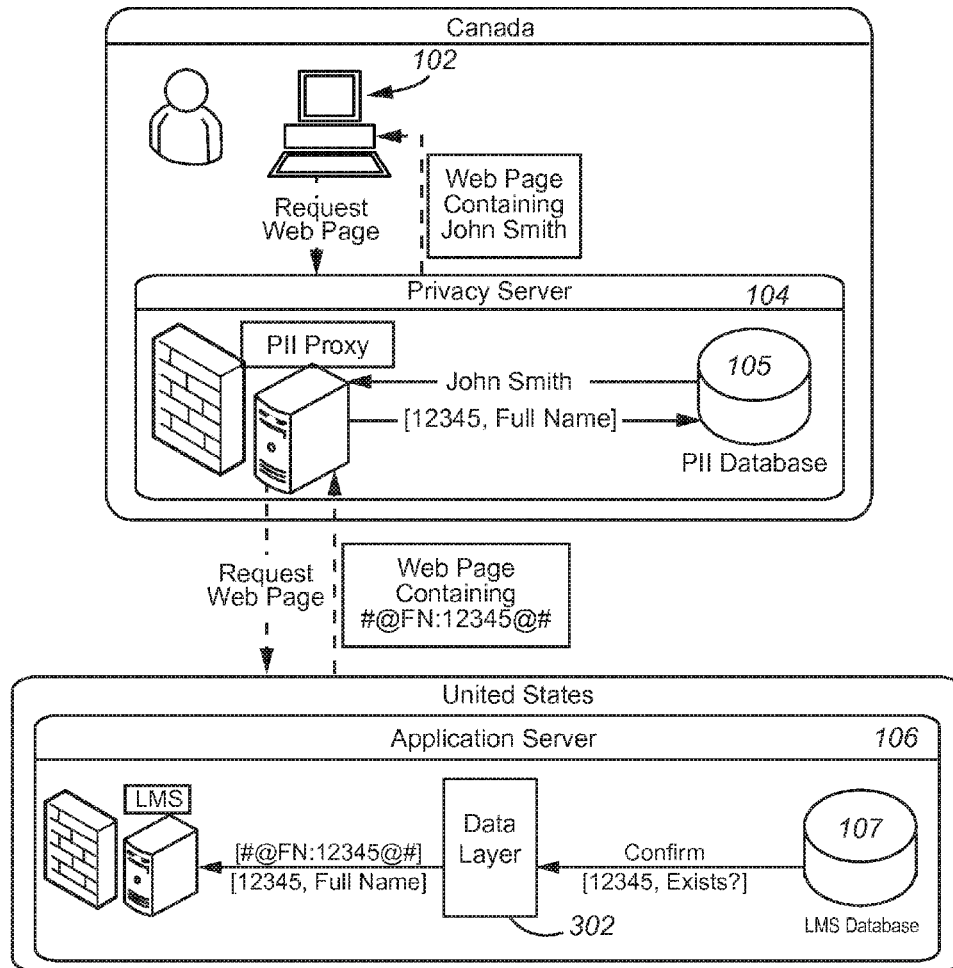 Canada
102
Request
Web Page
Web Page
Containing
John Smith
Privacy Server
104
PII Proxy
John Smith
[12345, Full Name]
105
PII Database
Request
Web Page
Web Page
Containing
#@FN:12345@#
United States
Application Server
106
LMS
[#@FN:12345@#]
[12345, Full Name]
Data
Layer
302
Confirm
[12345, Exists?]
107
LMS Database